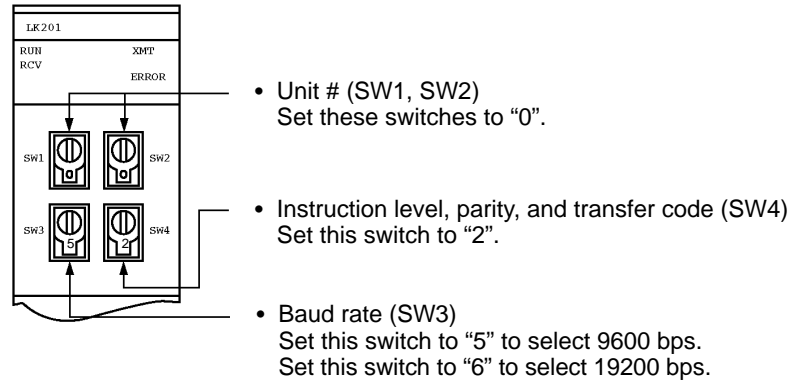 LK201
RUN XMT
RCV
ERROR
• Unit # (SW1, SW2)
Set these switches to “0”.
SW1 0 0 SW2
• Instruction level, parity, and transfer code (SW4)
Set this switch to “2”.
SW3 5 2 SW4
• Baud rate (SW3)
Set this switch to “5” to select 9600 bps.
Set this switch to “6” to select 19200 bps.